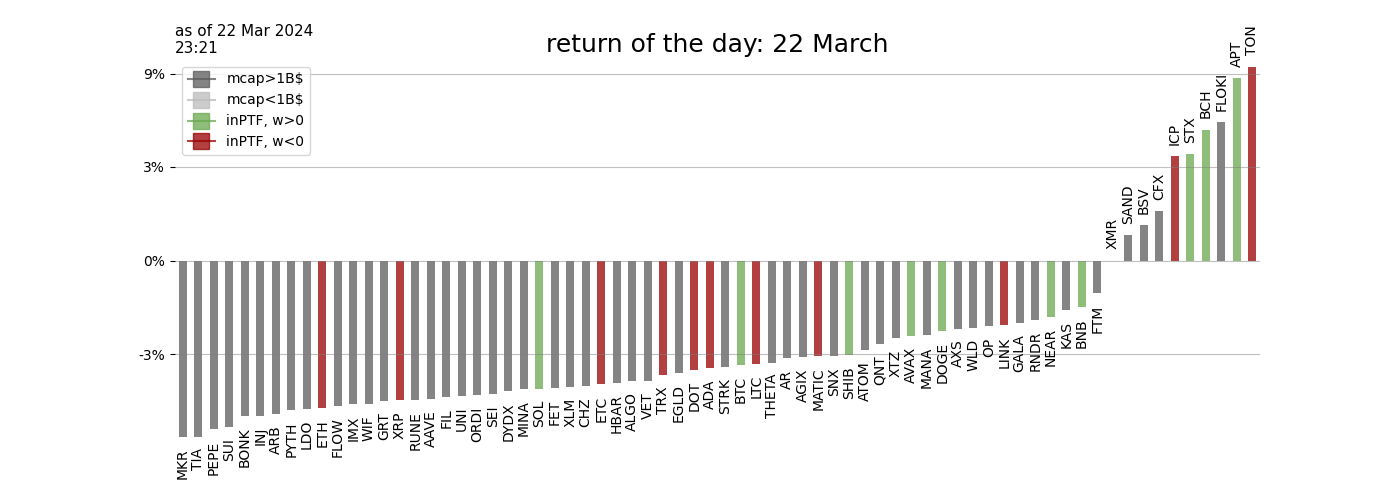 as of 22 Mar 2024
23:21
return of the day: 22 March
mcap>1B$
mcap<1B$
inPTF, w>0
inPTF, w<0
9%
3%
0%
-3%
MKR
TIA
PEPE
SUI
BONK
INJ
ARB
PYTH
LDO
ETH
FLOW
IMX
WIF
GRT
XRP
RUNE
AAVE
FIL
UNI
ORDI
SEI
DYDX
MINA
SOL
FET
XLM
CHZ
ETC
HBAR
ALGO
VET
TRX
EGLD
DOT
ADA
STRK
BTC
LTC
THETA
AR
AGIX
MATIC
SNX
SHIB
ATOM
QNT
XTZ
AVAX
MANA
DOGE
AXS
WLD
OP
LINK
GALA
RNDR
NEAR
KAS
BNB
FTM
XMR
SAND
BSV
CFX
ICP
STX
BCH
FLOKI
APT
TON